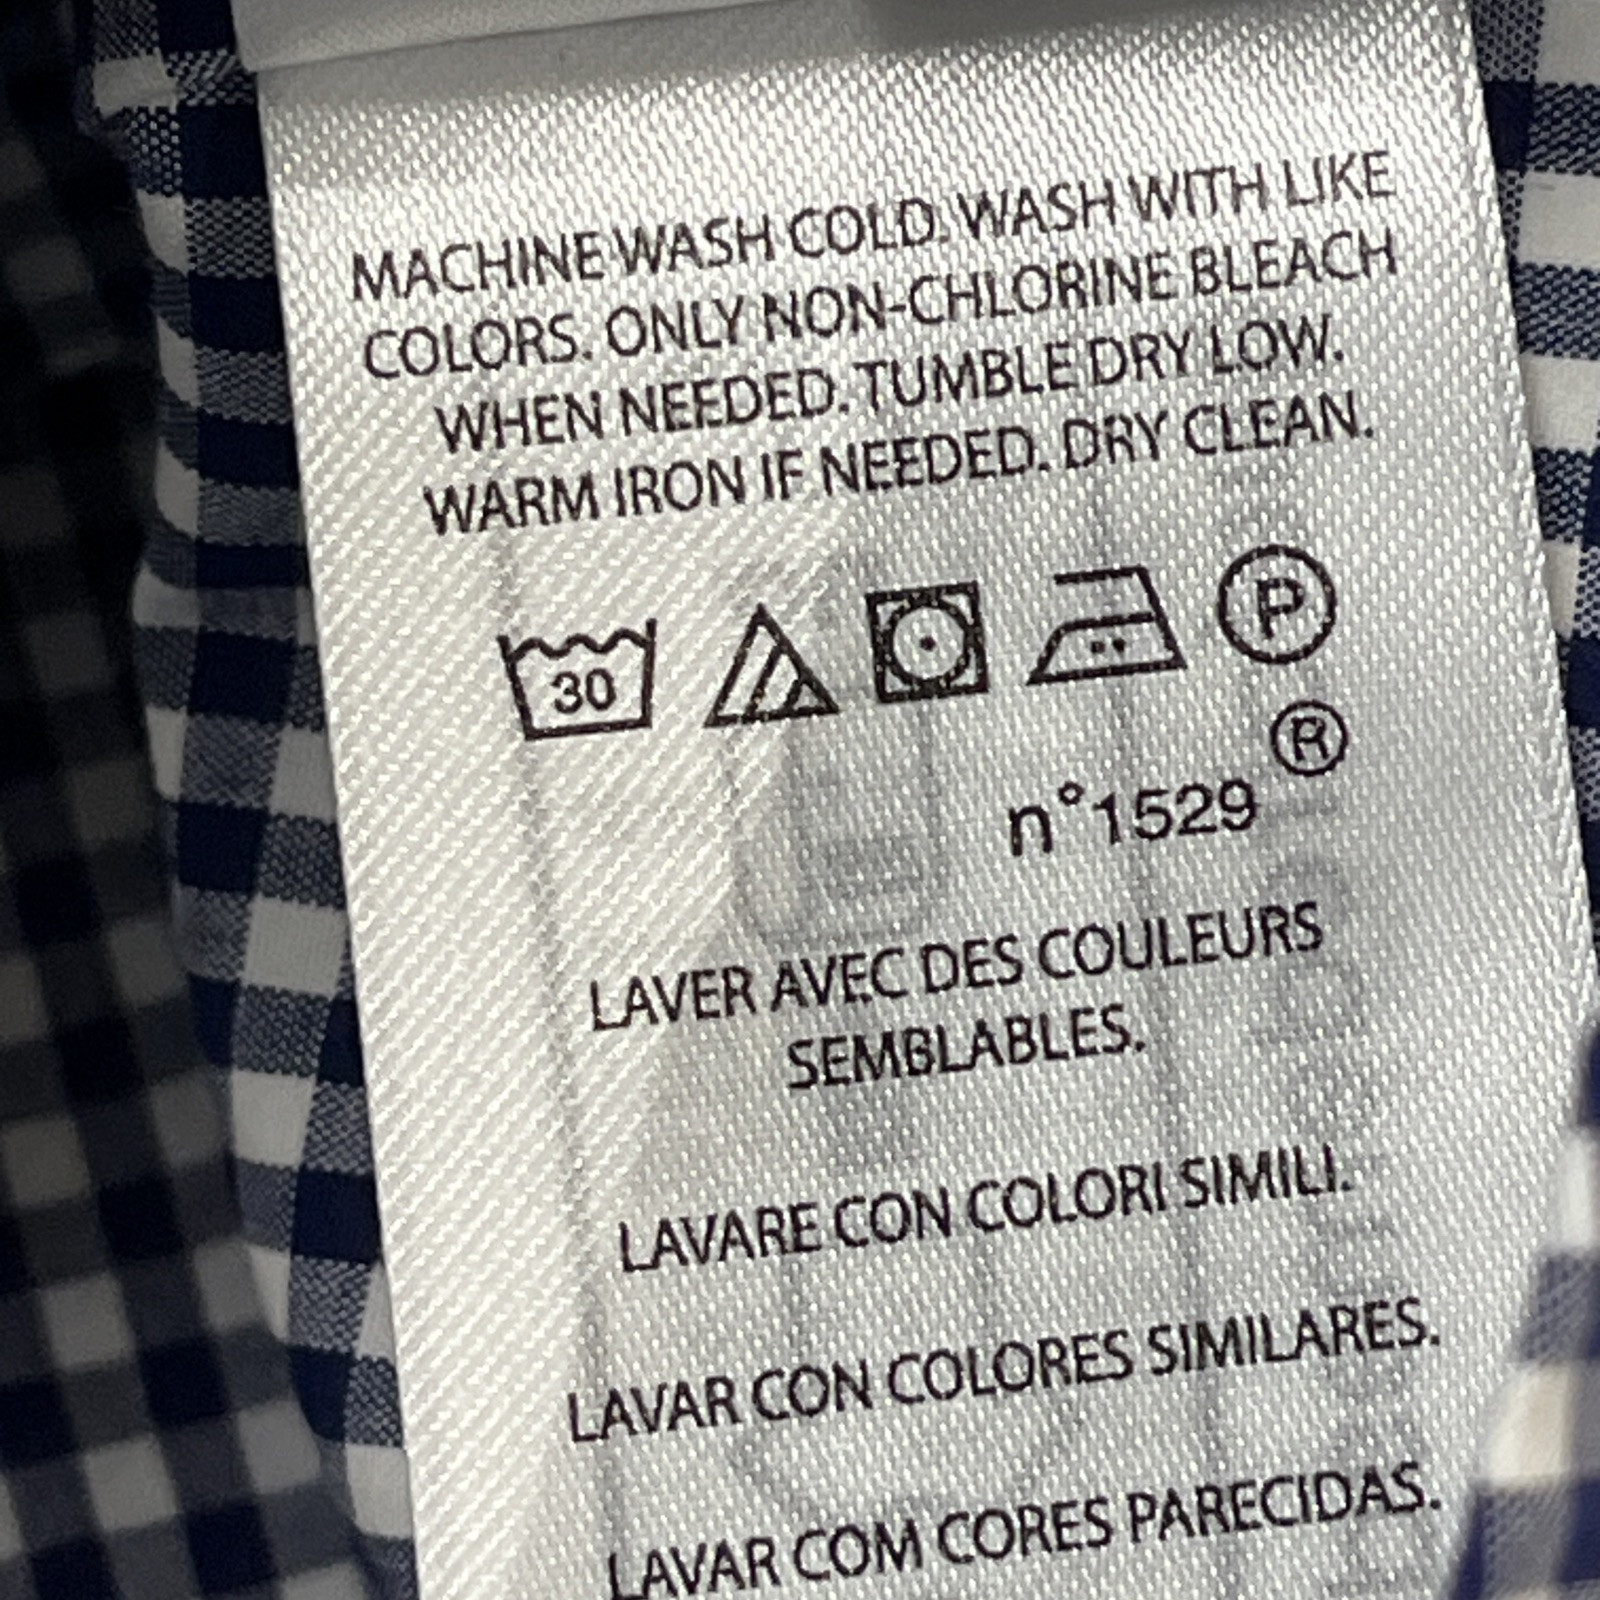 MACHINE WASH COLD. WASH WITH LIKE
COLORS. ONLY NON-CHLORINE BLEACH
WHEN NEEDED. TUMBLE DRY LOW.
WARM IRON IF NEEDED. DRY CLEAN.
30 P
®
n°1529
LAVER AVEC DES COULEURS
SEMBLABLES.
LAVARE CON COLORI SIMILI.
LAVAR CON COLORES SIMILARES.
LAVAR COM CORES PARECIDAS.